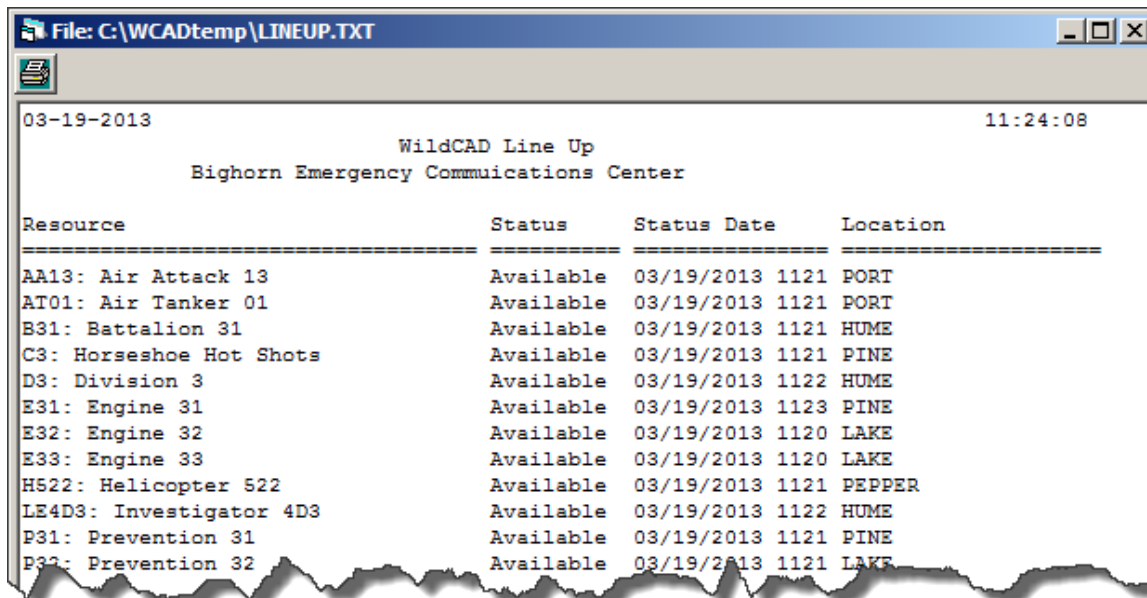 File: C:\WCADtemp\LINEUP.TXT
03-19-2013 11:24:08
WildCAD Line Up
Bighorn Emergency Commuications Center
Resource Status Status Date Location
=================================== ========== =============== ====================
AA13: Air Attack 13 Available 03/19/2013 1121 PORT
AT01: Air Tanker 01 Available 03/19/2013 1121 PORT
B31: Battalion 31 Available 03/19/2013 1121 HUME
C3: Horseshoe Hot Shots Available 03/19/2013 1121 PINE
D3: Division 3 Available 03/19/2013 1122 HUME
E31: Engine 31 Available 03/19/2013 1123 PINE
E32: Engine 32 Available 03/19/2013 1120 LAKE
E33: Engine 33 Available 03/19/2013 1120 LAKE
H522: Helicopter 522 Available 03/19/2013 1121 PEPPER
LE4D3: Investigator 4D3 Available 03/19/2013 1122 HUME
P31: Prevention 31 Available 03/19/2013 1121 PINE
P32: Prevention 32 Available 03/19/2013 1121 LAKE